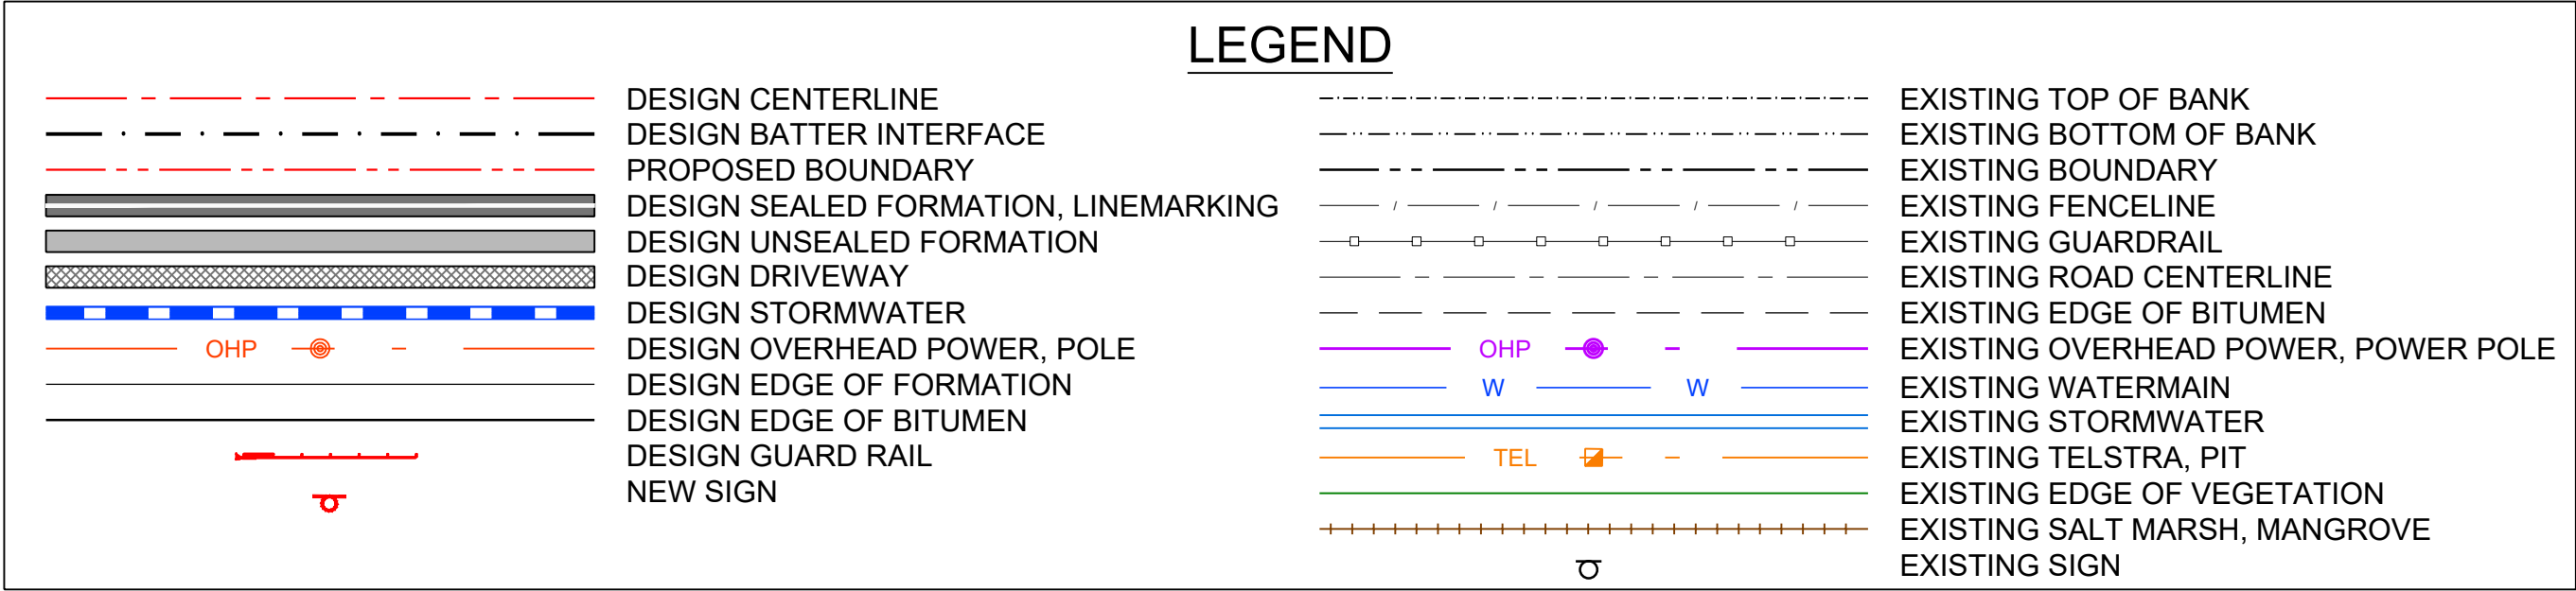 LEGEND
DESIGN CENTERLINE
DESIGN BATTER INTERFACE
PROPOSED BOUNDARY
DESIGN SEALED FORMATION, LINEMARKING
DESIGN UNSEALED FORMATION
DESIGN DRIVEWAY
DESIGN STORMWATER
OHP DESIGN OVERHEAD POWER, POLE
DESIGN EDGE OF FORMATION
DESIGN EDGE OF BITUMEN
DESIGN GUARD RAIL
NEW SIGN
EXISTING TOP OF BANK
EXISTING BOTTOM OF BANK
EXISTING BOUNDARY
EXISTING FENCELINE
EXISTING GUARDRAIL
EXISTING ROAD CENTERLINE
EXISTING EDGE OF BITUMEN
OHP EXISTING OVERHEAD POWER, POWER POLE
W W EXISTING WATERMAIN
EXISTING STORMWATER
TEL EXISTING TELSTRA, PIT
EXISTING EDGE OF VEGETATION
EXISTING SALT MARSH, MANGROVE
EXISTING SIGN